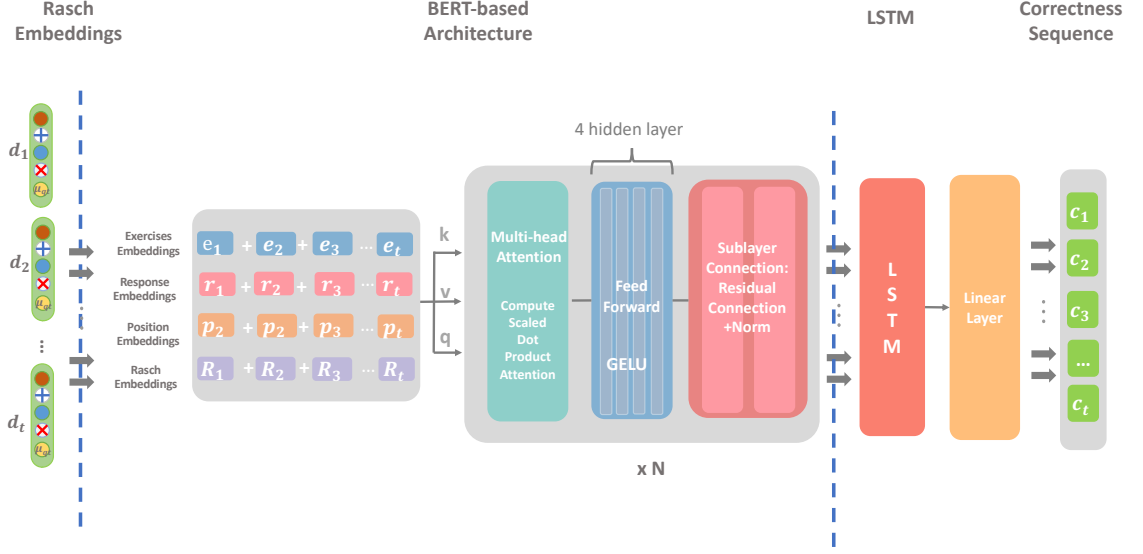 Rasch
Embeddings
BERT-based
Architecture
LSTM
Correctness
Sequence
4 hidden layer
d1
μgt
d2
μgt
...
dt
μgt
Exercises
Embeddings
e1 + e2 + e3 ... et
Response
Embeddings
r1 + r2 + r3 ... rt
Position
Embeddings
p2 + p2 + p3 ... pt
Rasch
Embeddings
R1 + R2 + R3 ... Rt
k
v
q
Multi-head
Attention
Compute
Scaled
Dot
Product
Attention
Feed
Forward
GELU
Sublayer
Connection:
Residual
Connection
+Norm
x N
L
S
T
M
Linear
Layer
c1
c2
c3
...
ct